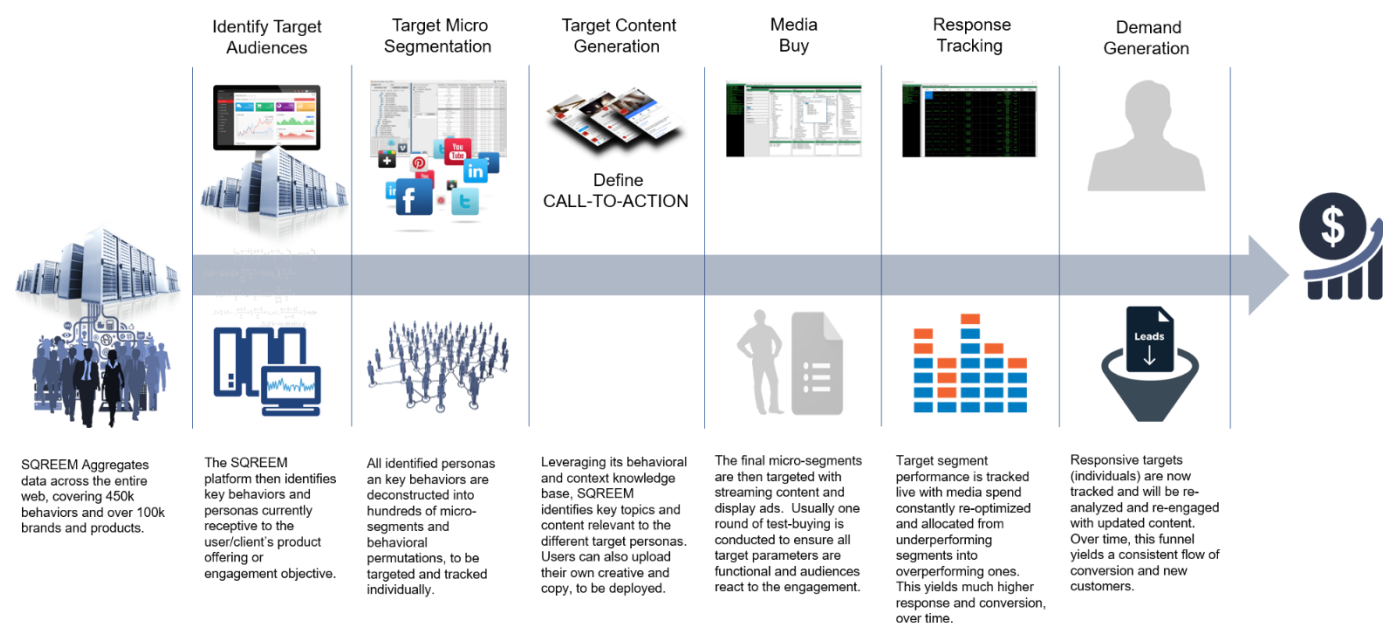 Identify Target
Audiences
Target Micro
Segmentation
Target Content
Generation
Media
Buy
Response
Tracking
Demand
Generation
You
Tube
Define
CALL-TO-ACTION
$
Leads
SQREEM Aggregates
data across the entire
web, covering 450k
behaviors and over 100k
brands and products.
The SQREEM
platform then identifies
key behaviors and
personas currently
receptive to the
user/client's product
offering or
engagement objective.
All identified personas
an key behaviors are
deconstructed into
hundreds of micro-
segments and
behavioral
permutations, to be
targeted and tracked
individually.
Leveraging its behavioral
and context knowledge
base, SQREEM
identifies key topics and
content relevant to the
different target personas.
Users can also upload
their own creative and
copy, to be deployed.
The final micro-segments
are then targeted with
streaming content and
display ads.  Usually one
round of test-buying is
conducted to ensure all
target parameters are
functional and audiences
react to the engagement.
Target segment
performance is tracked
live with media spend
constantly re-optimized
and allocated from
underperforming
segments into
overperforming ones.
This yields much higher
response and conversion,
over time.
Responsive targets
(individuals) are now
tracked and will be re-
analyzed and re-engaged
with updated content.
Over time, this funnel
yields a consistent flow of
conversion and new
customers.